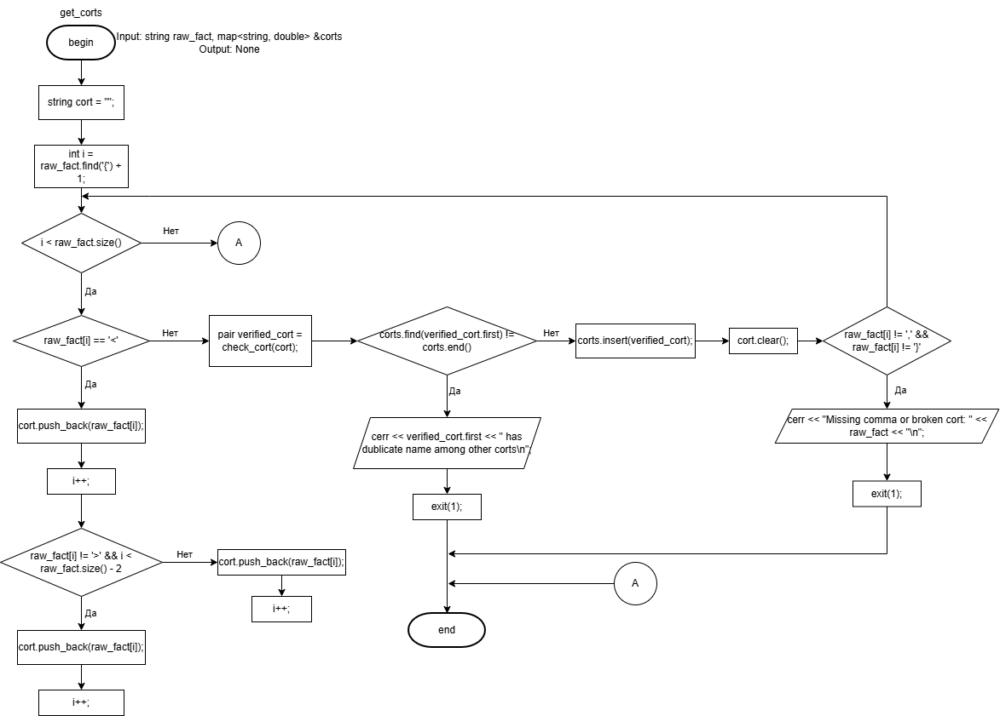 get_corts
begin
Input: string raw_fact, map<string, double> &corts
Output: None
string cort = "";
int i =
raw_fact.find('{') +
1;
i < raw_fact.size()
Нет
A
Да
raw_fact[i] == '<'
Нет
pair verified_cort =
check_cort(cort);
corts.find(verified_cort.first) !=
corts.end()
Нет
corts.insert(verified_cort);
cort.clear();
raw_fact[i] != ',' &&
raw_fact[i] != '}'
Да
Да
Да
cort.push_back(raw_fact[i]);
cerr << verified_cort.first << " has
dublicate name among other corts\n";
cerr << "Missing comma or broken cort: " <<
raw_fact << "\n";
i++;
exit(1);
exit(1);
raw_fact[i] != '>' && i <
raw_fact.size() - 2
Нет
cort.push_back(raw_fact[i]);
A
Да
i++;
end
cort.push_back(raw_fact[i]);
i++;